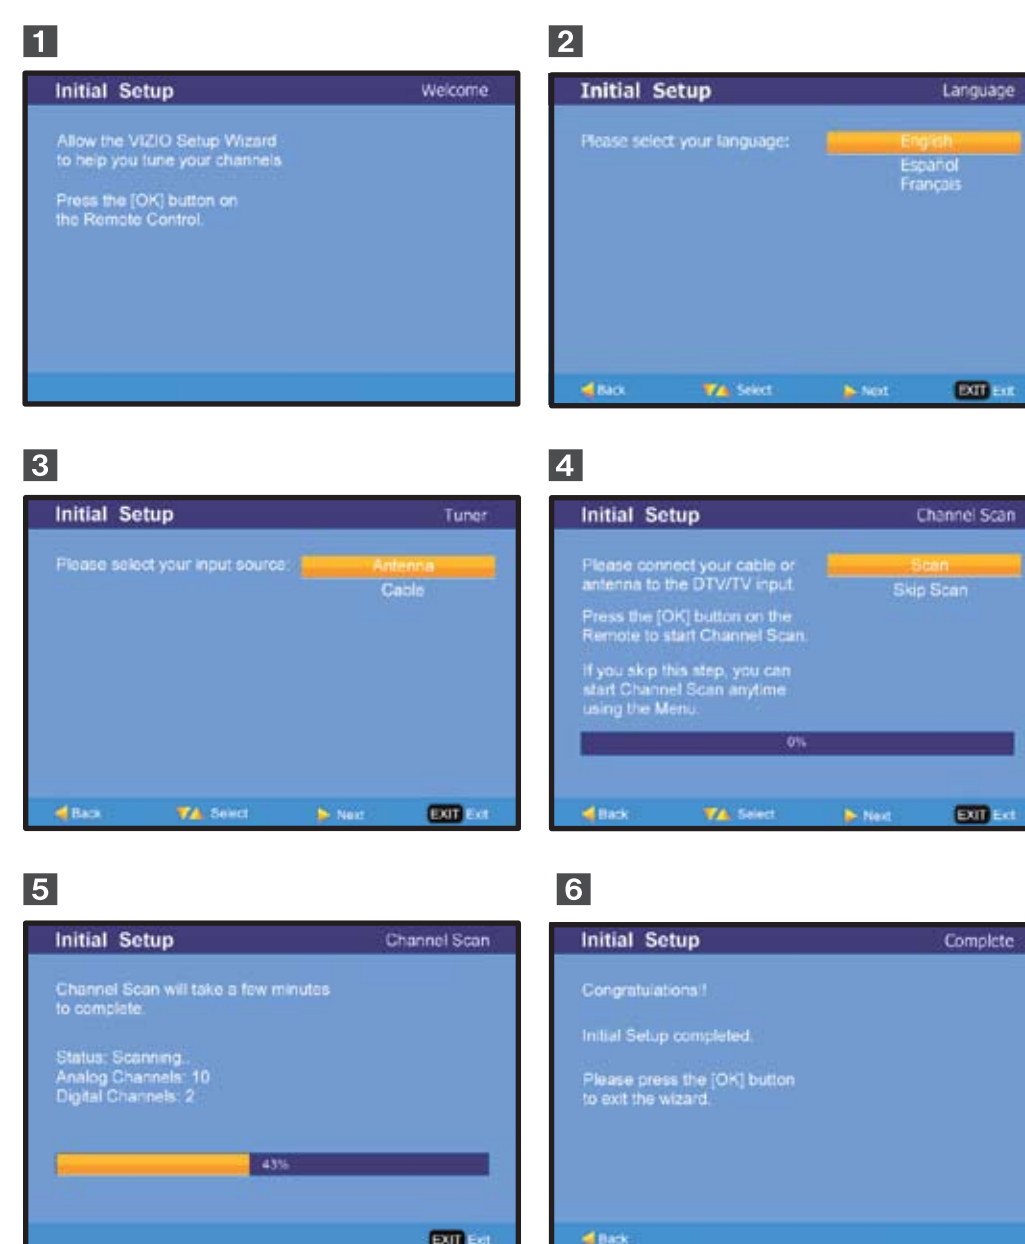 1
Initial Setup Welcome
Allow the VIZIO Setup Wizard
to help you tune your channels
Press the [OK] button on
the Remote Control.
2
Initial Setup Language
Please select your language: English
Español
Français
Back Select Next EXIT Exit
3
Initial Setup Tuner
Please select your input source: Antenna
Cable
Back Select Next EXIT Exit
4
Initial Setup Channel Scan
Please connect your cable or Scan
antenna to the DTV/TV input. Skip Scan
Press the [OK] button on the
Remote to start Channel Scan.
If you skip this step, you can
start Channel Scan anytime
using the Menu.
0%
Back Select Next EXIT Exit
5
Initial Setup Channel Scan
Channel Scan will take a few minutes
to complete.
Status: Scanning..
Analog Channels: 10
Digital Channels: 2
43%
EXIT Exit
6
Initial Setup Complete
Congratulations!!
Initial Setup completed.
Please press the [OK] button
to exit the wizard.
Back